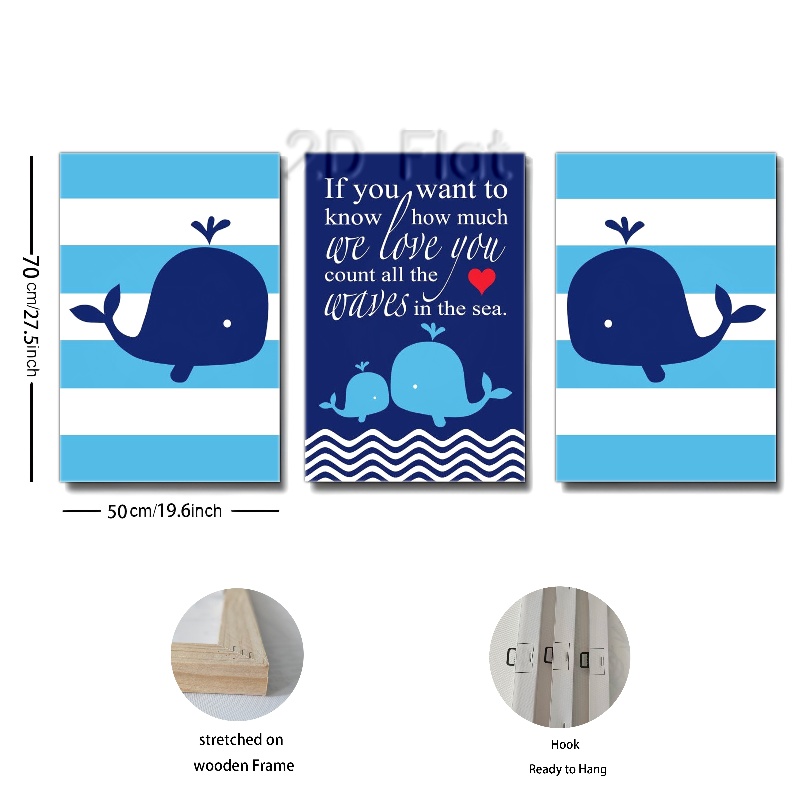 2D Flat
If you want to
know how much
we love you
count all the
waves in the sea.
70 cm/27.5inch
50cm/19.6inch
stretched on
wooden Frame
Hook
Ready to Hang